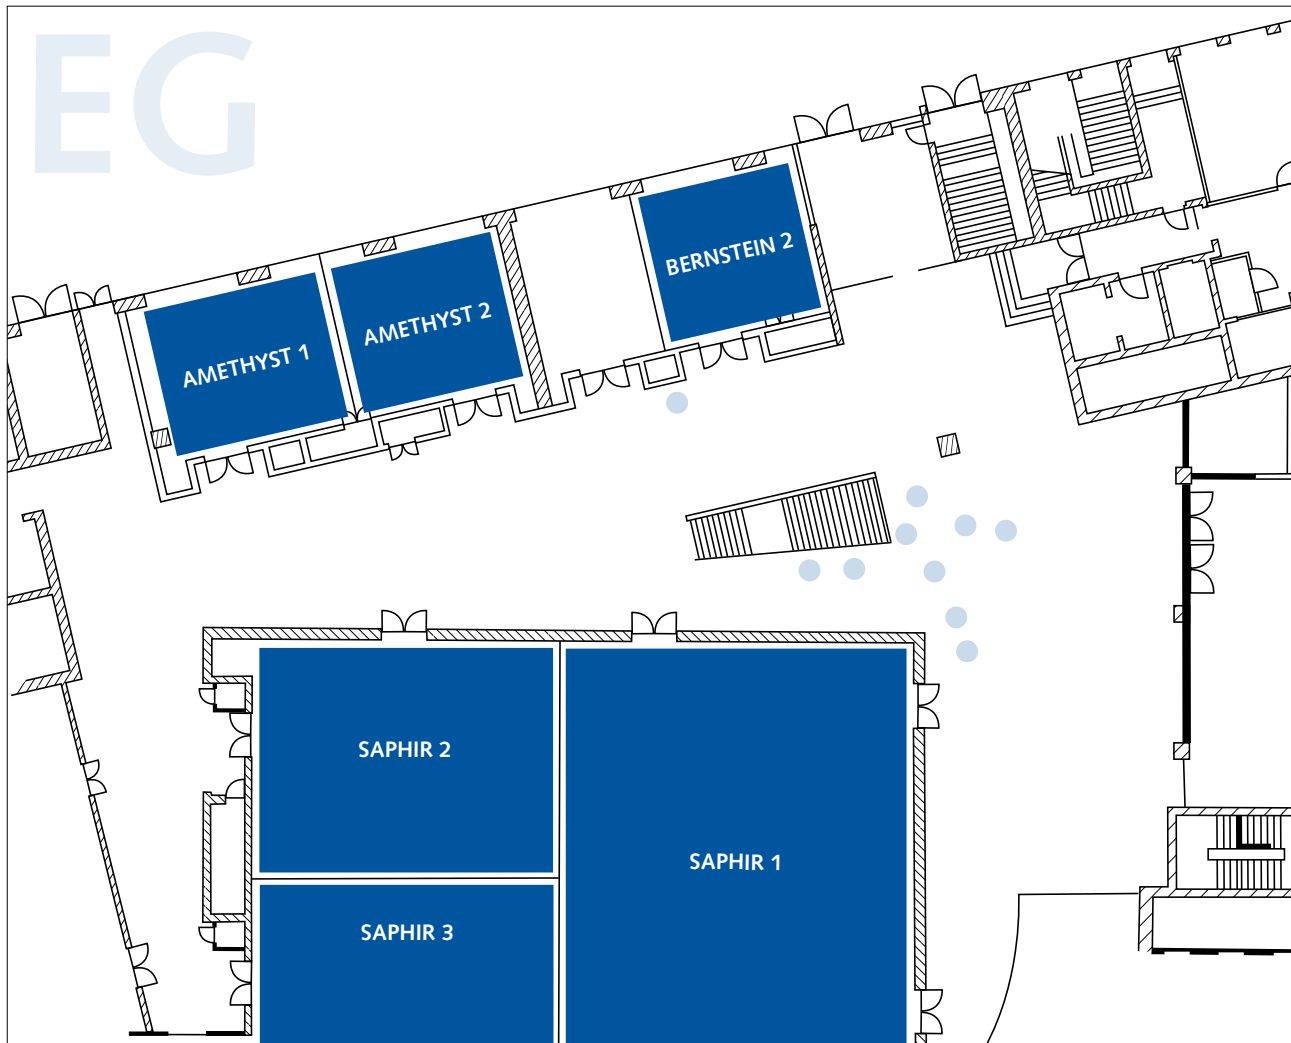 EG
BERNSTEIN 2
AMETHYST 2
AMETHYST 1
SAPHIR 2
SAPHIR 1
SAPHIR 3